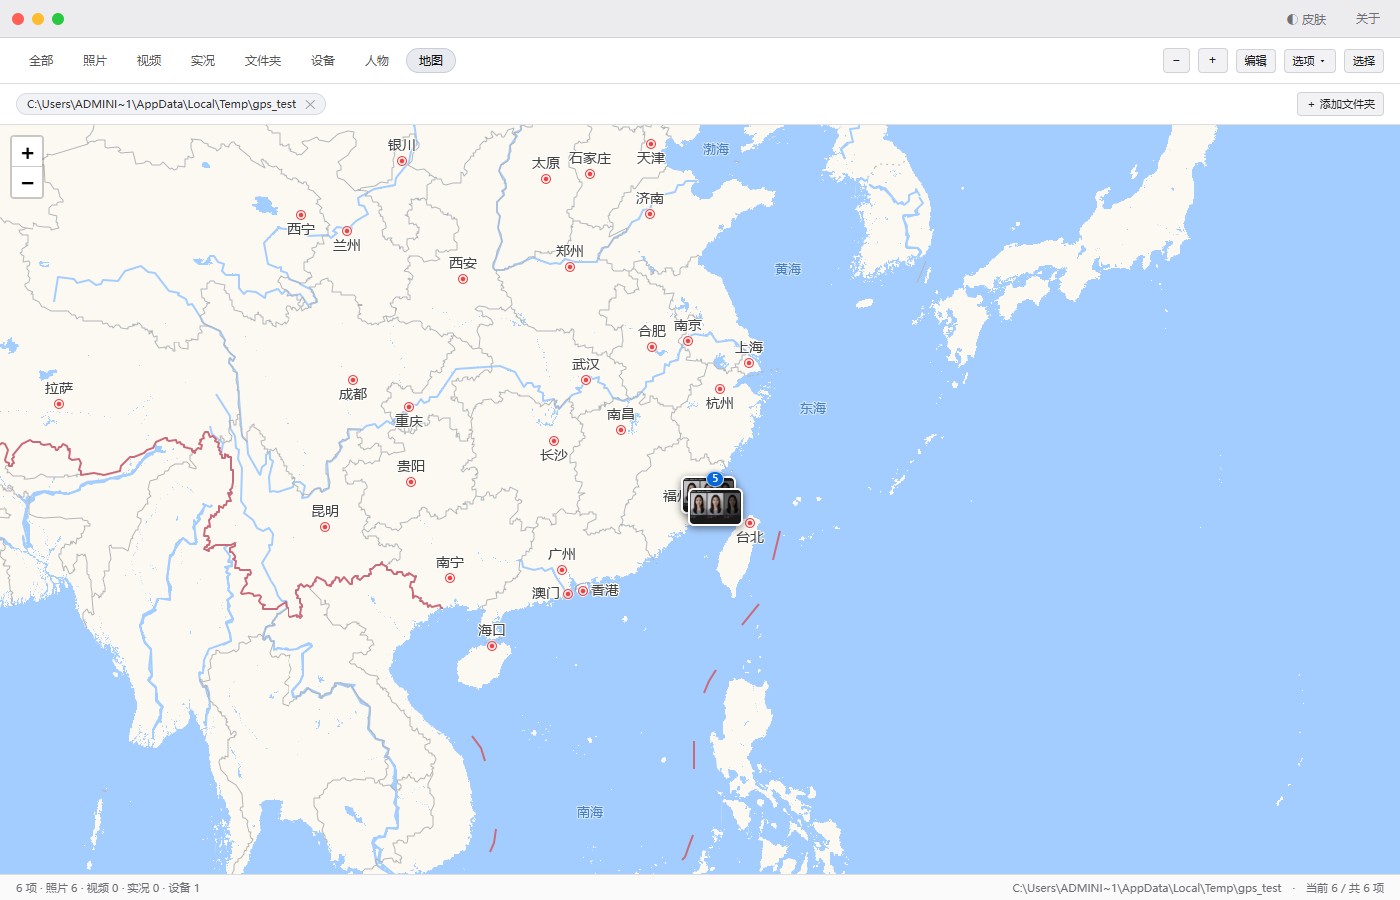 皮肤 关于
全部 照片 视频 实况 文件夹 设备 人物 地图 − + 编辑 选项 选择
C:\Users\ADMINI~1\AppData\Local\Temp\gps_test + 添加文件夹
+
−
银川
太原
石家庄
天津
渤海
济南
西宁
兰州
郑州
西安
黄海
合肥
南京
上海
武汉
拉萨
成都
重庆
杭州
东海
南昌
长沙
贵阳
5
昆明
台北
广州
南宁
澳门
香港
海口
南海
6 项 · 照片 6 · 视频 0 · 实况 0 · 设备 1 C:\Users\ADMINI~1\AppData\Local\Temp\gps_test · 当前 6 / 共 6 项